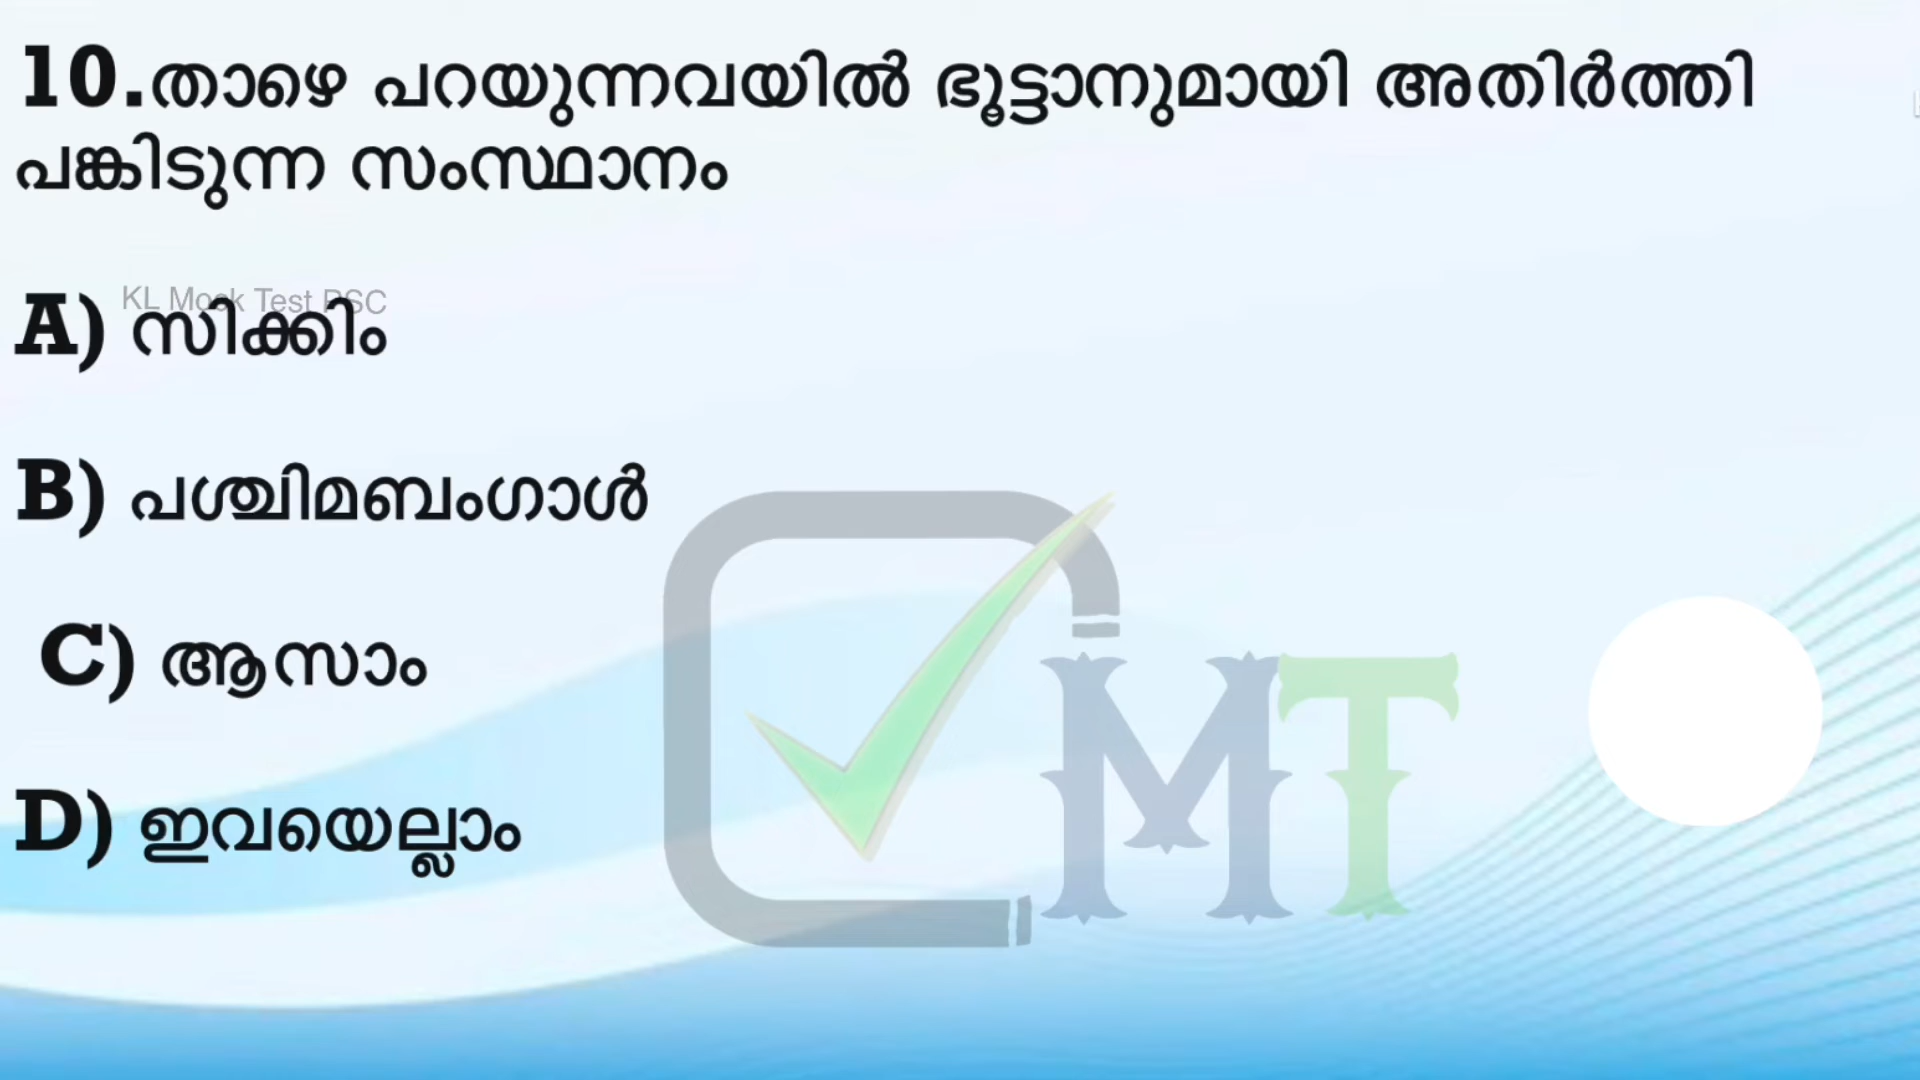 10.താഴെ പറയുന്നവയിൽ ഭൂട്ടാനുമായി അതിർത്തി
പങ്കിടുന്ന സംസ്ഥാനം
KL Mock Test PSC
A) സിക്കിം
B) പശ്ചിമബംഗാൾ
C) ആസാം
D) ഇവയെല്ലാം
MT